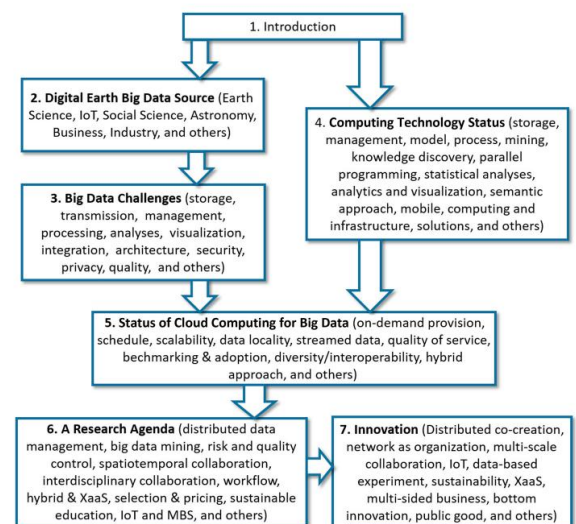 1. Introduction
2. Digital Earth Big Data Source (Earth
Science, IoT, Social Science, Astronomy,
Business, Industry, and others)
3. Big Data Challenges (storage,
transmission, management,
processing, analyses, visualization,
integration, architecture, security,
privacy, quality, and others)
4. Computing Technology Status (storage,
management, model, process, mining,
knowledge discovery, parallel
programming, statistical analyses,
analytics and visualization, semantic
approach, mobile, computing and
infrastructure, solutions, and others)
5. Status of Cloud Computing for Big Data (on-demand provision,
schedule, scalability, data locality, streamed data, quality of service,
bechmarking & adoption, diversity/interoperability, hybrid
approach, and others)
6. A Research Agenda (distributed data
management, big data mining, risk and quality
control, spatiotemporal collaboration,
interdisciplinary collaboration, workflow,
hybrid & XaaS, selection & pricing, sustainable
education, IoT and MBS, and others)
7. Innovation (Distributed co-creation,
network as organization, multi-scale
collaboration, IoT, data-based
experiment, sustainability, XaaS,
multi-sided business, bottom
innovation, public good, and others)